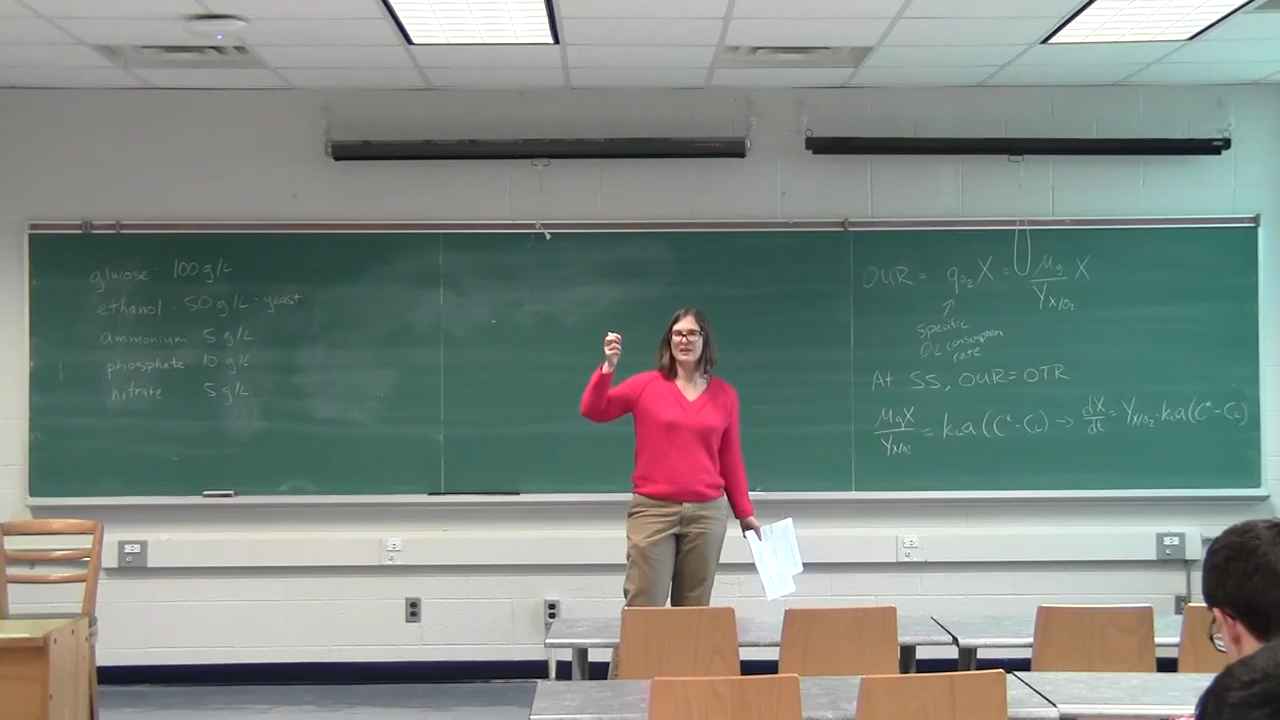 glucose: 100 g/L
ethanol: 50 g/L - yeast
ammonium 5 g/L
phosphate 10 g/L
nitrate 5 g/L
OUR = qO₂ X = μg/Yx/O₂ X
specific
O₂ consumption
rate
At SS, OUR = OTR
μgX/Yx/O₂ = kLa (C* - CL) → dX/dt = Yx/O₂ · kLa (C* - CL)